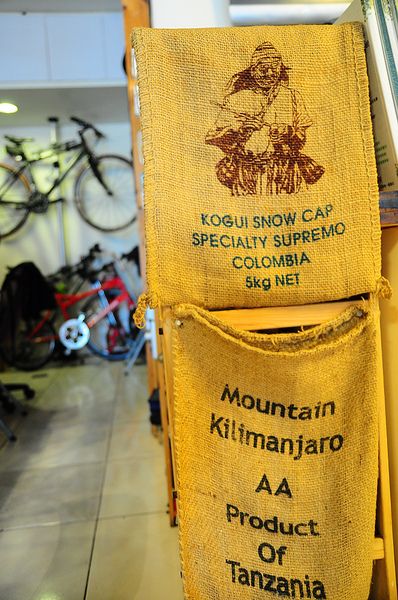 KOGUI SNOW CAP
SPECIALTY SUPREMO
COLOMBIA
5kg NET
Mountain
Kilimanjaro
AA
Product
Of
Tanzania